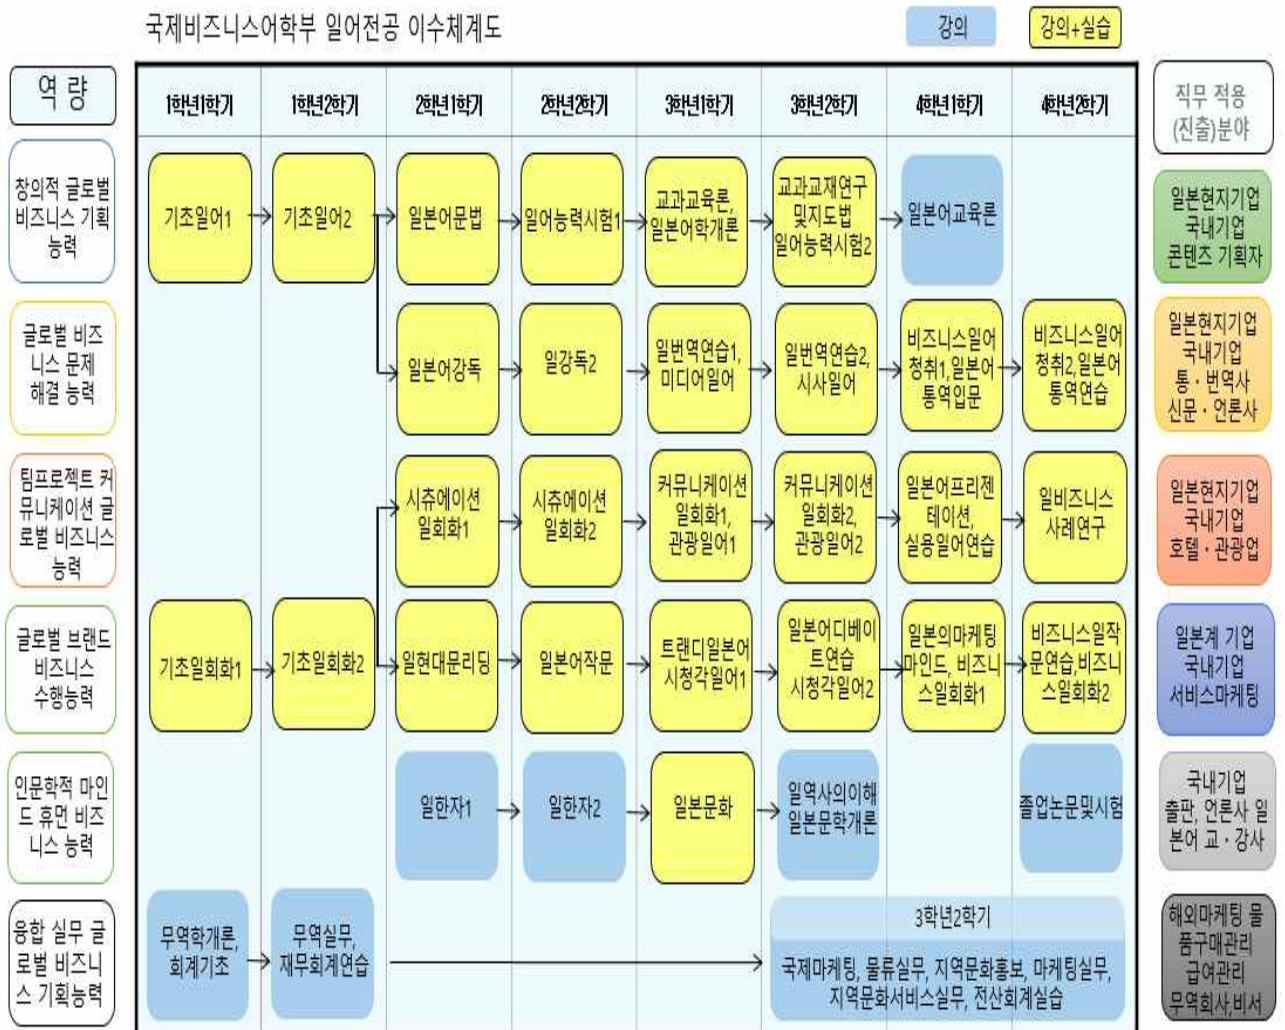 국제비즈니스어학부 일어전공 이수체계도
강의
강의+실습
역 량
1학년1학기
1학년2학기
2학년1학기
2학년2학기
3학년1학기
3학년2학기
4학년1학기
4학년2학기
직무 적용
(진출)분야
창의적 글로벌
비즈니스 기획
능력
기초일어1
기초일어2
일본어문법
일어능력시험1
교과교육론,
일본어학개론
교과교재연구
및지도법
일어능력시험2
일본어교육론
일본현지기업
국내기업
콘텐즈 기획자
글로벌 비즈
니스 문제
해결 능력
일본어강독
일강독2
일번역연습1,
미디어일어
일번역연습2,
시사일어
비즈니스일어
청취1,일본어
통역입문
비즈니스일어
청취2,일본어
통역연습
일본현지기업
국내기업
통·번역사
신문·언론사
팀프로젝트 커
뮤니케이션 글
로벌 비즈니스
능력
시츄에이션
일회화1
시츄에이션
일회화2
커뮤니케이션
일회화1,
관광일어1
커뮤니케이션
일회화2,
관광일어2
일본어프리젠
테이션,
실용일어연습
일비즈니스
사례연구
일본현지기업
국내기업
호텔·관광업
글로벌 브랜드
비즈니스
수행능력
기초일회화1
기초일회화2
일현대문리딩
일본어작문
트랜디일본어
시청각일어1
일본어디베이
트연습
시청각일어2
일본의마케팅
마인드, 비즈니
스일회화1
비즈니스일작
문연습,비즈니
스일회화2
일본계 기업
국내기업
서비스마케팅
인문학적 마인
드 휴먼 비즈
니스 능력
일한자1
일한자2
일본문화
일역사의이해
일본문학개론
졸업논문및시험
국내기업
출판, 언론사 일
본어 교·강사
융합 실무 글
로벌 비즈니
스 기획능력
무역학개론,
회계기초
무역실무,
재무회계연습
3학년2학기
국제마케팅, 물류실무, 지역문화홍보, 마케팅실무,
지역문화서비스실무, 전산회계실습
해외마케팅 물
품구매관리
급여관리
무역회사,비서